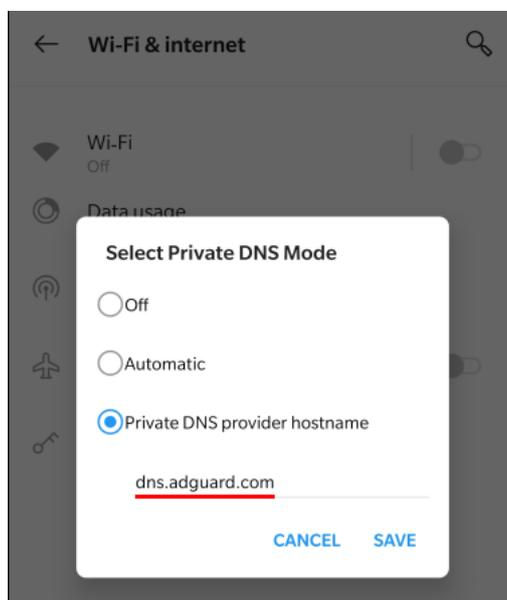 Wi-Fi & internet
Wi-Fi
Off
Data usage
Select Private DNS Mode
Off
Automatic
Private DNS provider hostname
dns.adguard.com
CANCEL
SAVE